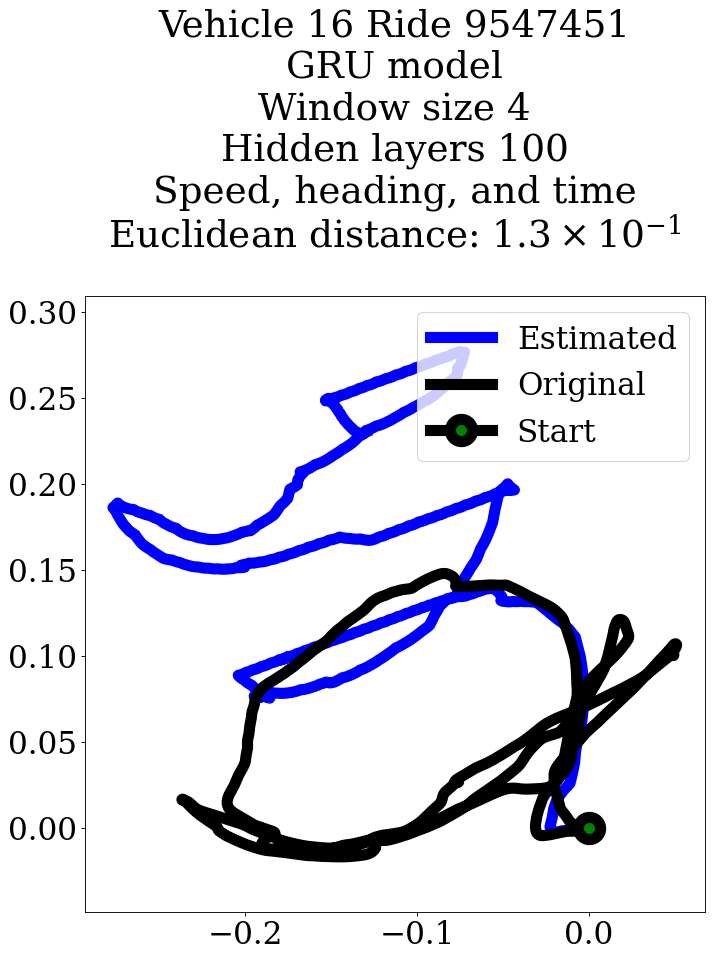 Vehicle 16 Ride 9547451
GRU model
Window size 4
Hidden layers 100
Speed, heading, and time
Euclidean distance: 1.3 × 10⁻¹
0.30
0.25
0.20
0.15
0.10
0.05
0.00
Estimated
Original
Start
−0.2
−0.1
0.0